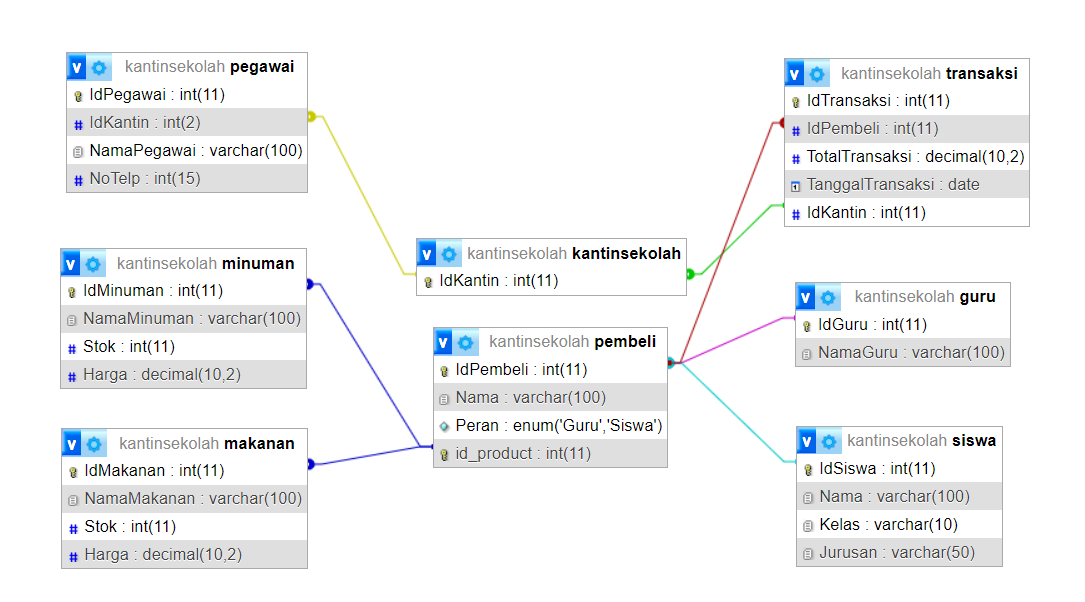 kantinsekolah pegawai
IdPegawai : int(11)
IdKantin : int(2)
NamaPegawai : varchar(100)
NoTelp : int(15)
kantinsekolah minuman
IdMinuman : int(11)
NamaMinuman : varchar(100)
Stok : int(11)
Harga : decimal(10,2)
kantinsekolah makanan
IdMakanan : int(11)
NamaMakanan : varchar(100)
Stok : int(11)
Harga : decimal(10,2)
kantinsekolah kantinsekolah
IdKantin : int(11)
kantinsekolah pembeli
IdPembeli : int(11)
Nama : varchar(100)
Peran : enum('Guru','Siswa')
id_product : int(11)
kantinsekolah transaksi
IdTransaksi : int(11)
IdPembeli : int(11)
TotalTransaksi : decimal(10,2)
TanggalTransaksi : date
IdKantin : int(11)
kantinsekolah guru
IdGuru : int(11)
NamaGuru : varchar(100)
kantinsekolah siswa
IdSiswa : int(11)
Nama : varchar(100)
Kelas : varchar(10)
Jurusan : varchar(50)